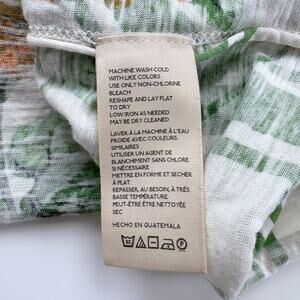 MACHINE WASH COLD
WITH LIKE COLORS
USE ONLY NON-CHLORINE
BLEACH
RESHAPE AND LAY FLAT
TO DRY
LOW IRON AS NEEDED
MAY BE DRY CLEANED
LAVER À LA MACHINE À L'EAU
FROIDE AVEC COULEURS
SIMILAIRES
UTILISER UN AGENT DE
BLANCHIMENT SANS CHLORE
SI NÉCESSAIRE
METTRE EN FORME ET SÉCHER
À PLAT
REPASSER, AU BESOIN, À TRÈS
BASSE TEMPÉRATURE
PEUT-ÊTRE ÊTRE NETTOYÉE
SEC
HECHO EN GUATEMALA